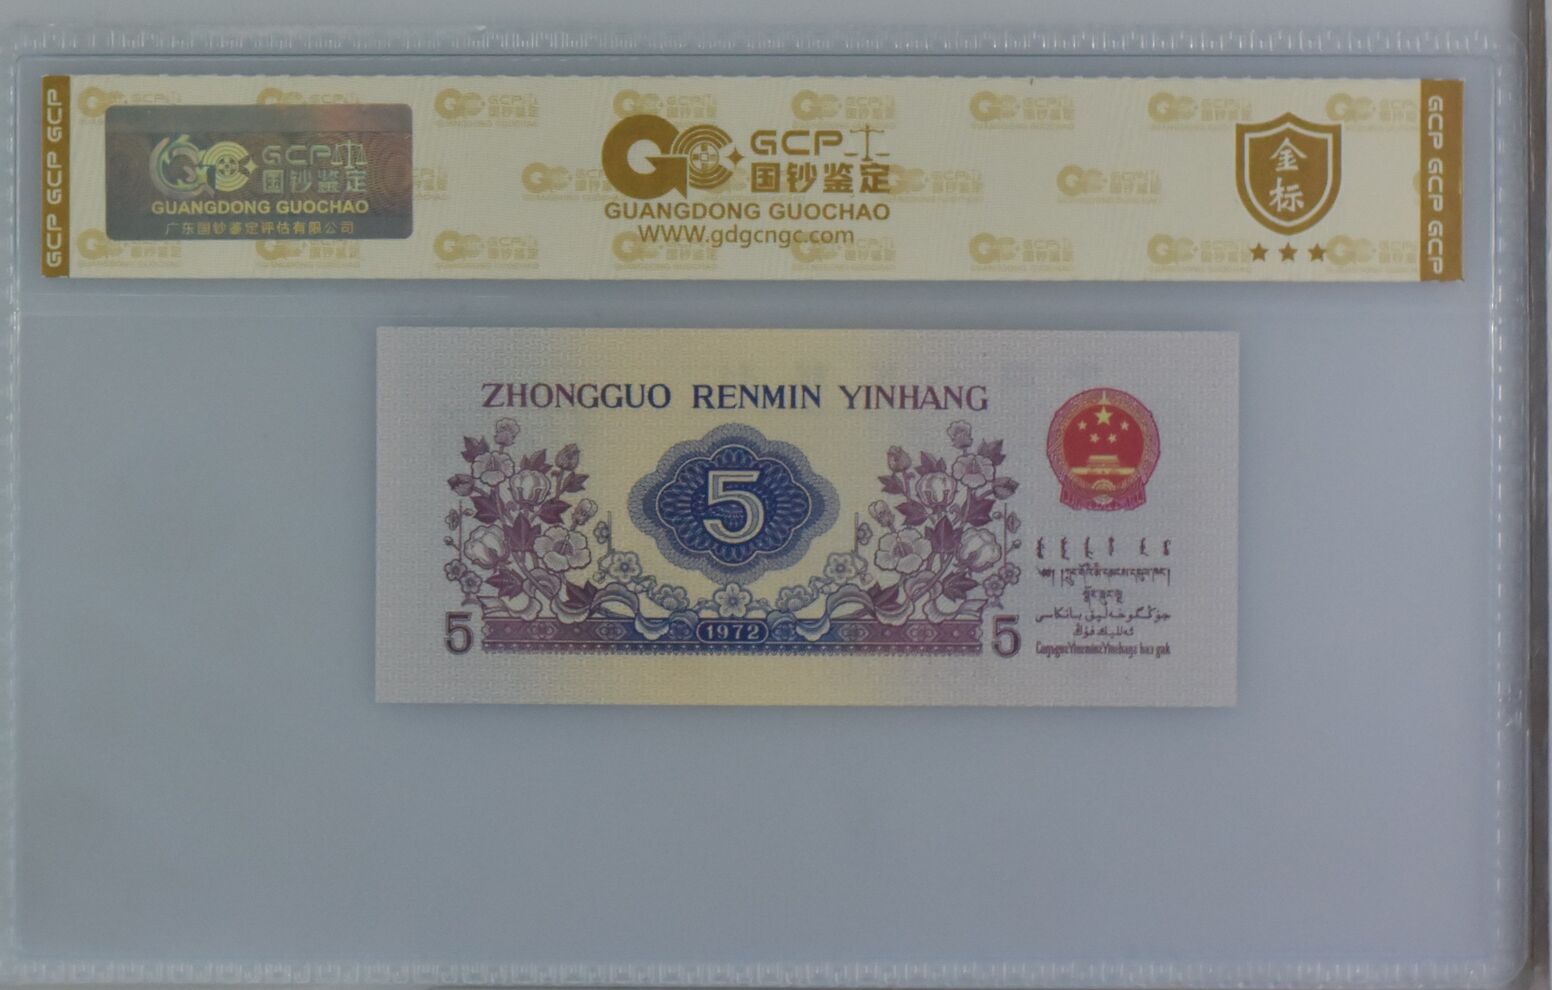 GCP GCP GCP
GCP 国钞鉴定
GUANGDONG GUOCHAO
广东国钞鉴定评估有限公司
GCP
国钞鉴定
GUANGDONG GUOCHAO
WWW.gdgcngc.com
金标
GCP GCP GCP
ZHONGGUO RENMIN YINHANG
5
5
1972
5